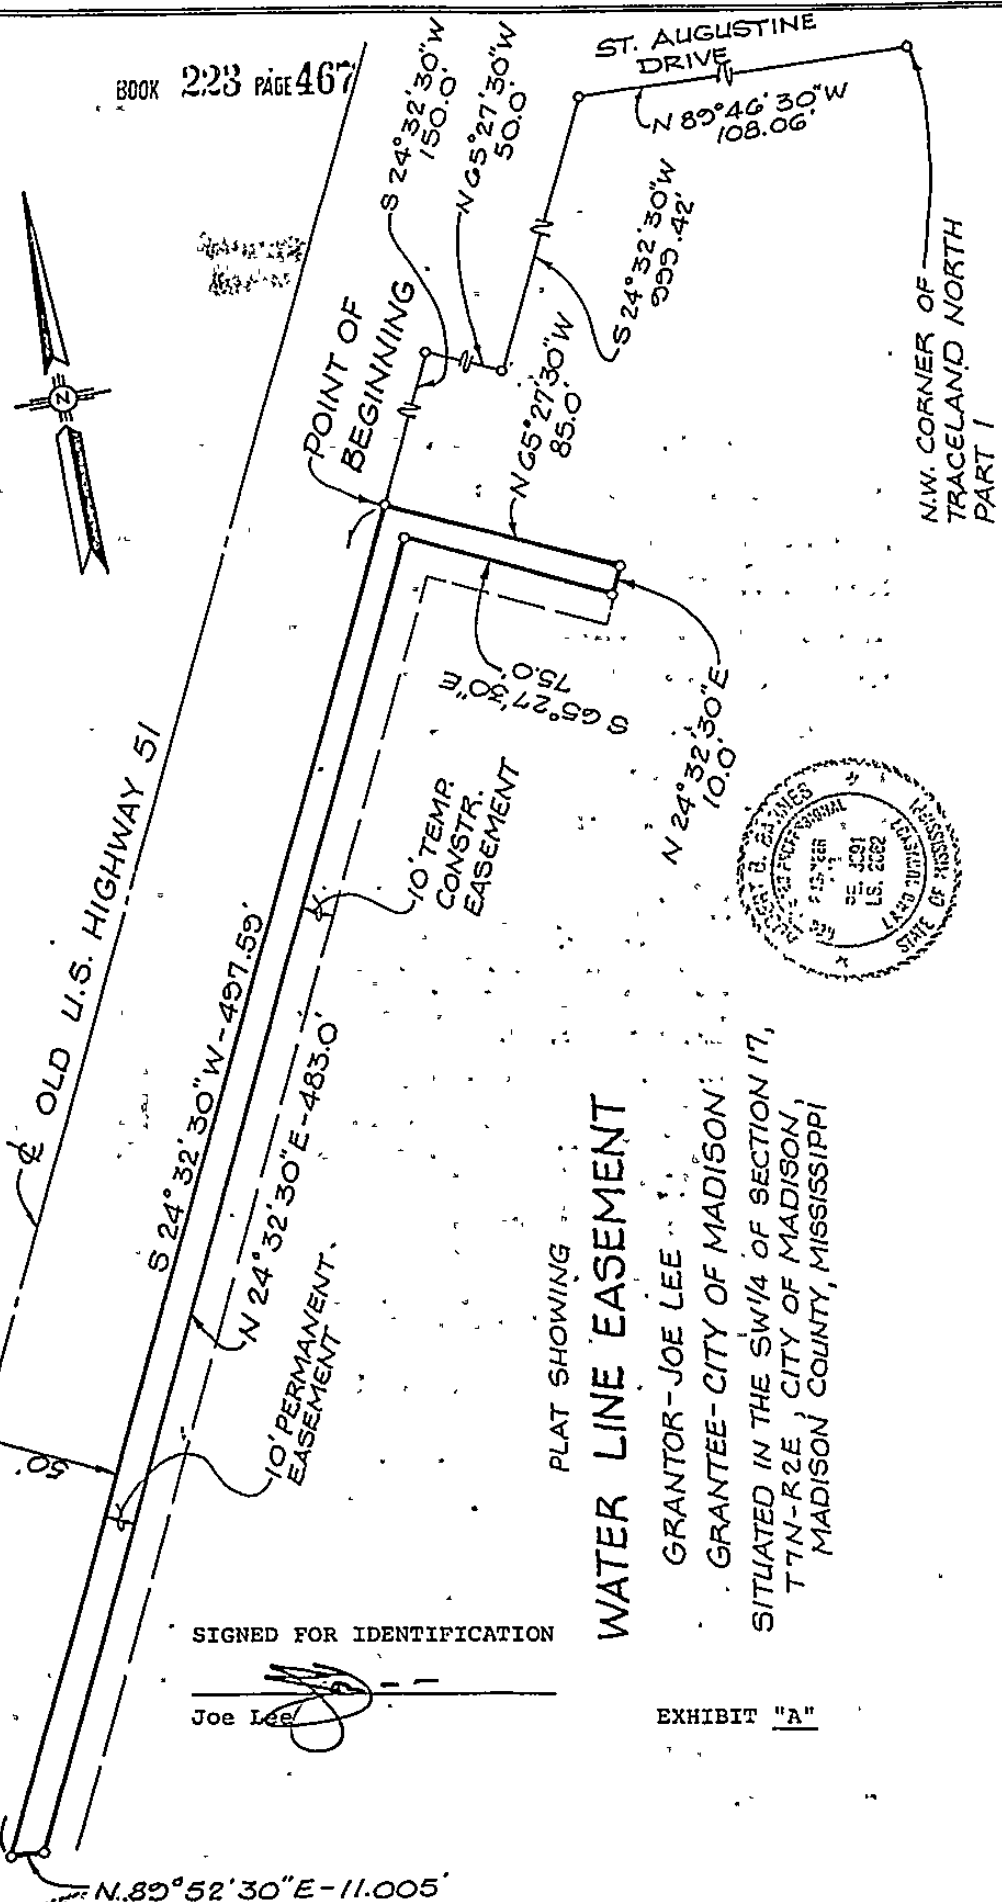 BOOK 223 PAGE 467
ST. AUGUSTINE
DRIVE
N 89°46'30"W
108.06'
S 24°32'30"W
150.0'
N 65°27'30"W
50.0'
S 24°32'30"W
999.42'
N.W. CORNER OF
TRACELAND NORTH
PART 1
POINT OF
BEGINNING
N 65°27'30"W
85.0'
S 65°27'30"E
75.0'
N 24°32'30"E
10.0'
N
℄ OLD U.S. HIGHWAY 51
10' TEMP.
CONSTR.
EASEMENT
S 24°32'30"W-497.59'
N 24°32'30"E-483.0'
10' PERMANENT
EASEMENT
50'
STATE OF MISSISSIPPI
PLAT SHOWING
WATER LINE EASEMENT
GRANTOR-JOE LEE
GRANTEE-CITY OF MADISON
SITUATED IN THE SW 1/4 OF SECTION 17,
T7N-R2E, CITY OF MADISON,
MADISON COUNTY, MISSISSIPPI
SIGNED FOR IDENTIFICATION
Joe Lee
EXHIBIT "A"
N.89°52'30"E-11.005'